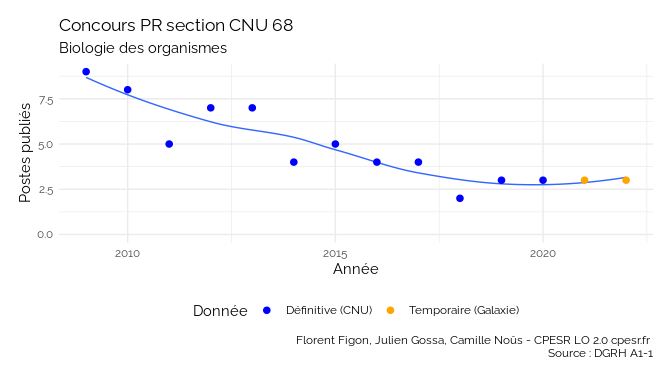 Concours PR section CNU 68
Biologie des organismes
Postes publiés
7.5
5.0
2.5
0.0
2010
2015
2020
Année
Donnée
Définitive (CNU)
Temporaire (Galaxie)
Florent Figon, Julien Gossa, Camille Noûs - CPESR LO 2.0 cpesr.fr
Source : DGRH A1-1